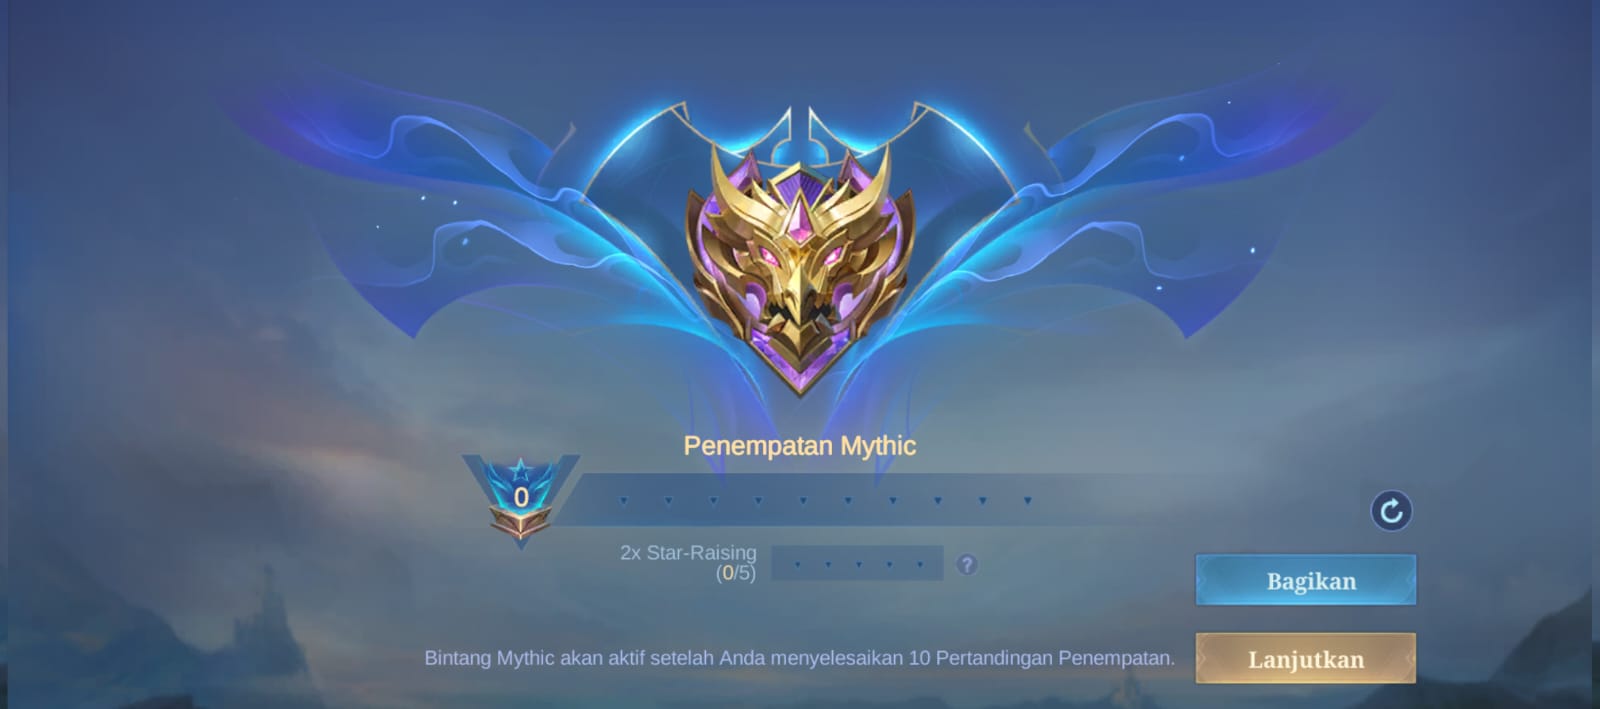 Penempatan Mythic
0
2x Star-Raising
(0/5)
?
Bagikan
Bintang Mythic akan aktif setelah Anda menyelesaikan 10 Pertandingan Penempatan.
Lanjutkan